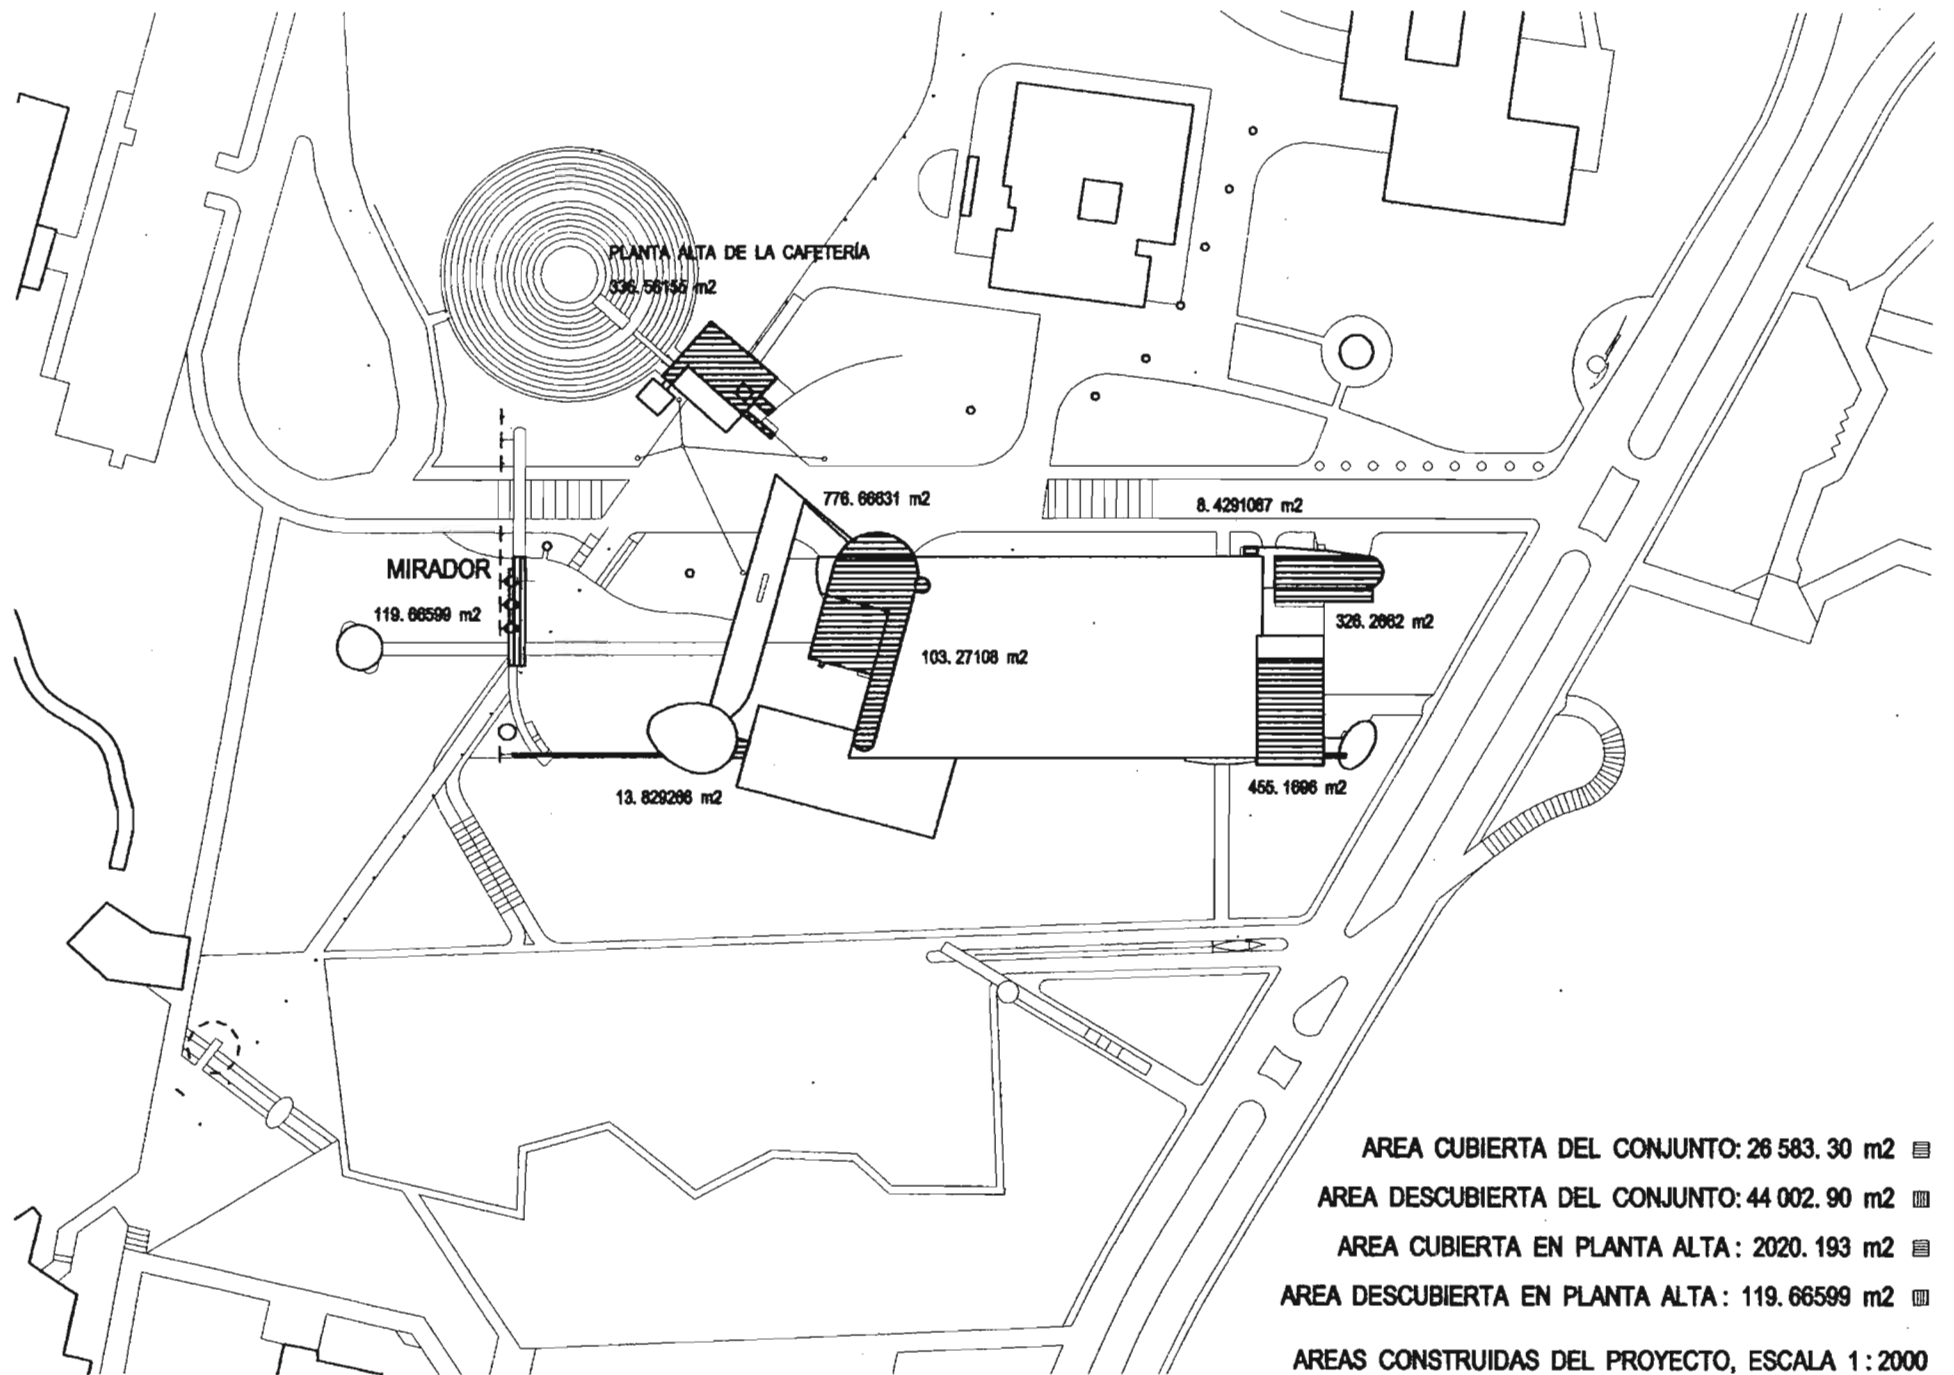 PLANTA ALTA DE LA CAFETERÍA
336.56155 m2
776.66631 m2
8.4291067 m2
MIRADOR
119.66599 m2
326.2662 m2
103.27108 m2
13.829266 m2
455.1696 m2
AREA CUBIERTA DEL CONJUNTO: 26 583.30 m2
AREA DESCUBIERTA DEL CONJUNTO: 44 002.90 m2
AREA CUBIERTA EN PLANTA ALTA: 2020.193 m2
AREA DESCUBIERTA EN PLANTA ALTA: 119.66599 m2
AREAS CONSTRUIDAS DEL PROYECTO, ESCALA 1:2000